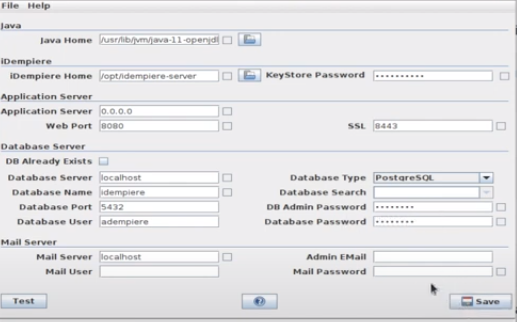 File Help
Java
Java Home /usr/lib/jvm/java-11-openjdl
iDempiere
iDempiere Home /opt/idempiere-server KeyStore Password ••••••••••
Application Server
Application Server 0.0.0.0
Web Port 8080 SSL 8443
Database Server
DB Already Exists
Database Server localhost Database Type PostgreSQL
Database Name idempiere Database Search
Database Port 5432 DB Admin Password ••••••••
Database User adempiere Database Password ••••••••
Mail Server
Mail Server localhost Admin EMail
Mail User Mail Password
Test Save